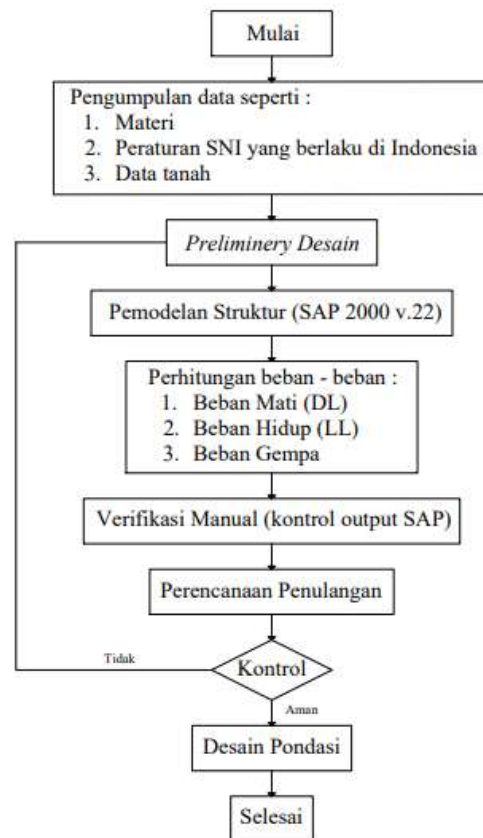 Mulai
Pengumpulan data seperti :
1. Materi
2. Peraturan SNI yang berlaku di Indonesia
3. Data tanah
Preliminery Desain
Pemodelan Struktur (SAP 2000 v.22)
Perhitungan beban - beban :
1. Beban Mati (DL)
2. Beban Hidup (LL)
3. Beban Gempa
Verifikasi Manual (kontrol output SAP)
Perencanaan Penulangan
Tidak
Kontrol
Aman
Desain Pondasi
Selesai